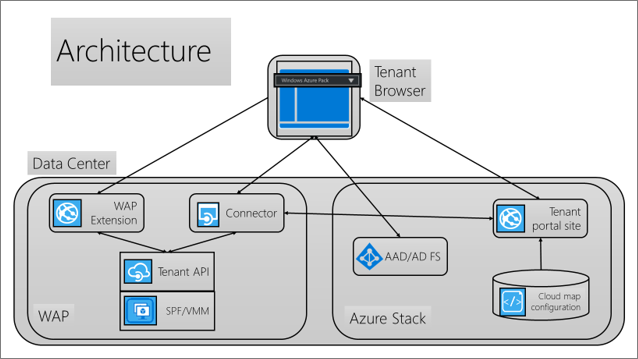 Architecture
Windows Azure Pack
Tenant
Browser
Data Center
WAP
Extension
Connector
Tenant
portal site
AAD/AD FS
Tenant API
SPF/VMM
Cloud map
configuration
WAP
Azure Stack